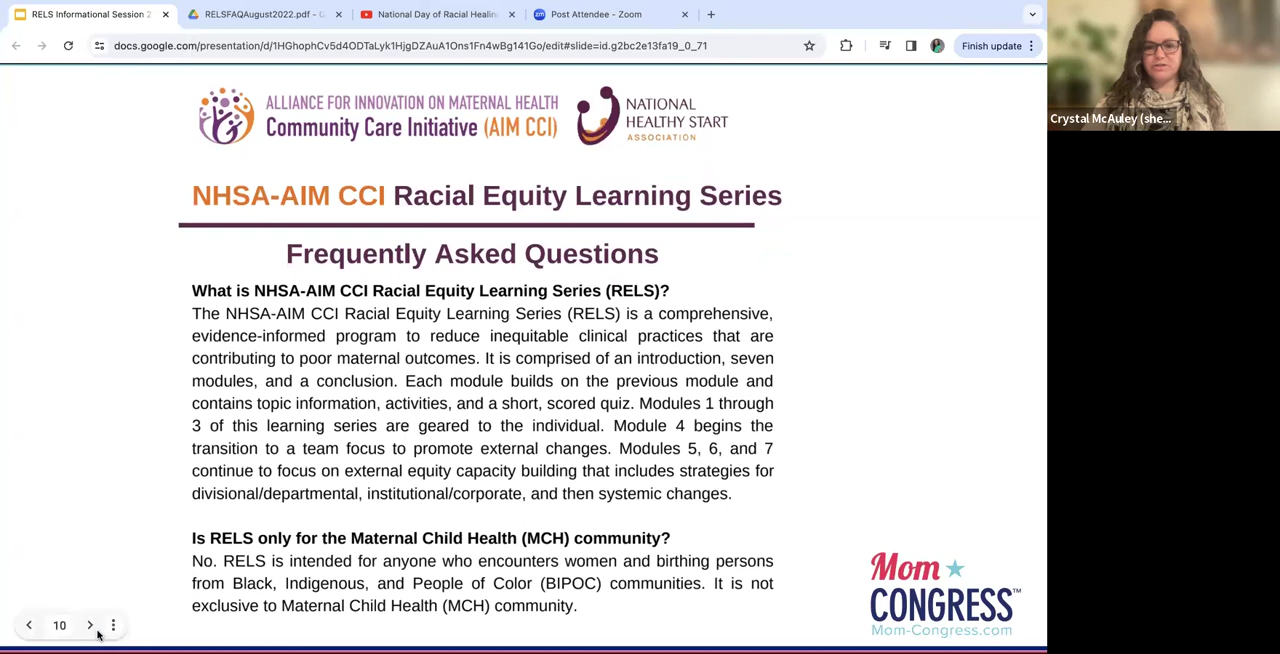 RELS Informational Session 2
RELSFAQAugust2022.pdf - G
National Day of Racial Healin
Post Attendee - Zoom
docs.google.com/presentation/d/1HGhophCv5d4ODTaLyk1HjgDZAuA1Ons1Fn4wBg141Go/edit#slide=id.g2bc2e13fa19_0_71
Finish update
Crystal McAuley (she...
ALLIANCE FOR INNOVATION ON MATERNAL HEALTH
Community Care Initiative (AIM CCI)
NATIONAL
HEALTHY START
ASSOCIATION
NHSA-AIM CCI Racial Equity Learning Series
Frequently Asked Questions
What is NHSA-AIM CCI Racial Equity Learning Series (RELS)?
The NHSA-AIM CCI Racial Equity Learning Series (RELS) is a comprehensive,
evidence-informed program to reduce inequitable clinical practices that are
contributing to poor maternal outcomes. It is comprised of an introduction, seven
modules, and a conclusion. Each module builds on the previous module and
contains topic information, activities, and a short, scored quiz. Modules 1 through
3 of this learning series are geared to the individual. Module 4 begins the
transition to a team focus to promote external changes. Modules 5, 6, and 7
continue to focus on external equity capacity building that includes strategies for
divisional/departmental, institutional/corporate, and then systemic changes.
Is RELS only for the Maternal Child Health (MCH) community?
No. RELS is intended for anyone who encounters women and birthing persons
from Black, Indigenous, and People of Color (BIPOC) communities. It is not
exclusive to Maternal Child Health (MCH) community.
Mom
CONGRESS™
Mom-Congress.com
10